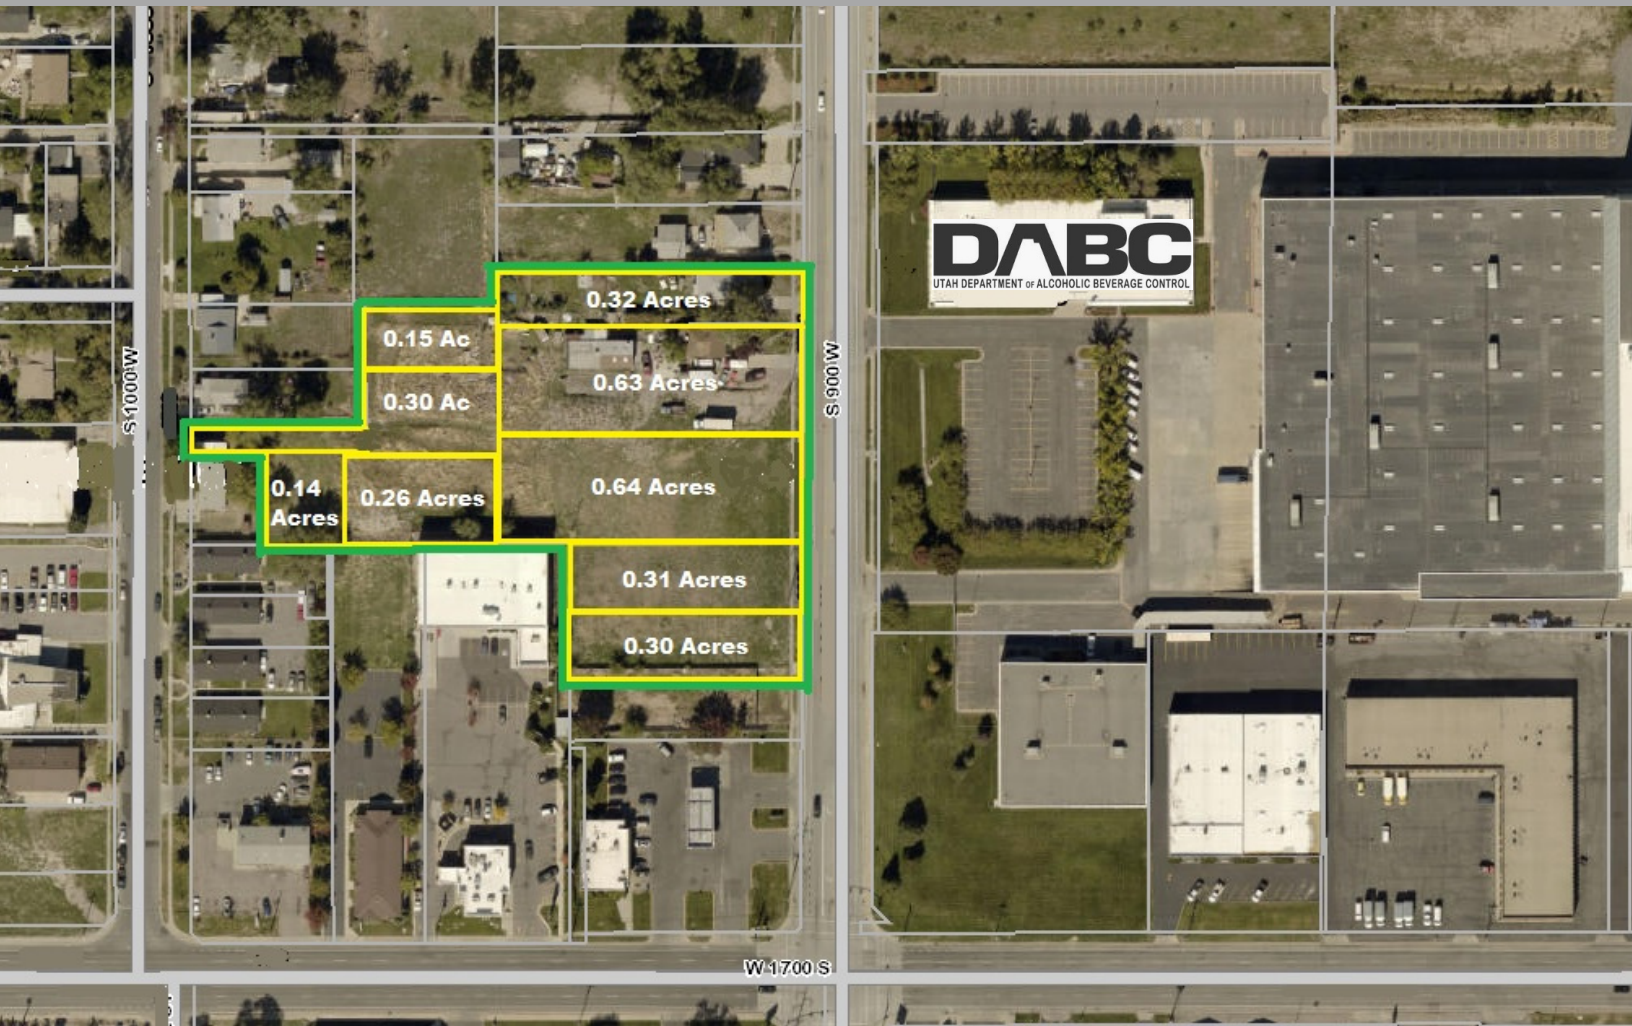 DABC
UTAH DEPARTMENT OF ALCOHOLIC BEVERAGE CONTROL
0.32 Acres
0.15 Ac
0.63 Acres
0.30 Ac
0.64 Acres
0.14
Acres
0.26 Acres
0.31 Acres
0.30 Acres
S 1000 W
S 900 W
W 1700 S